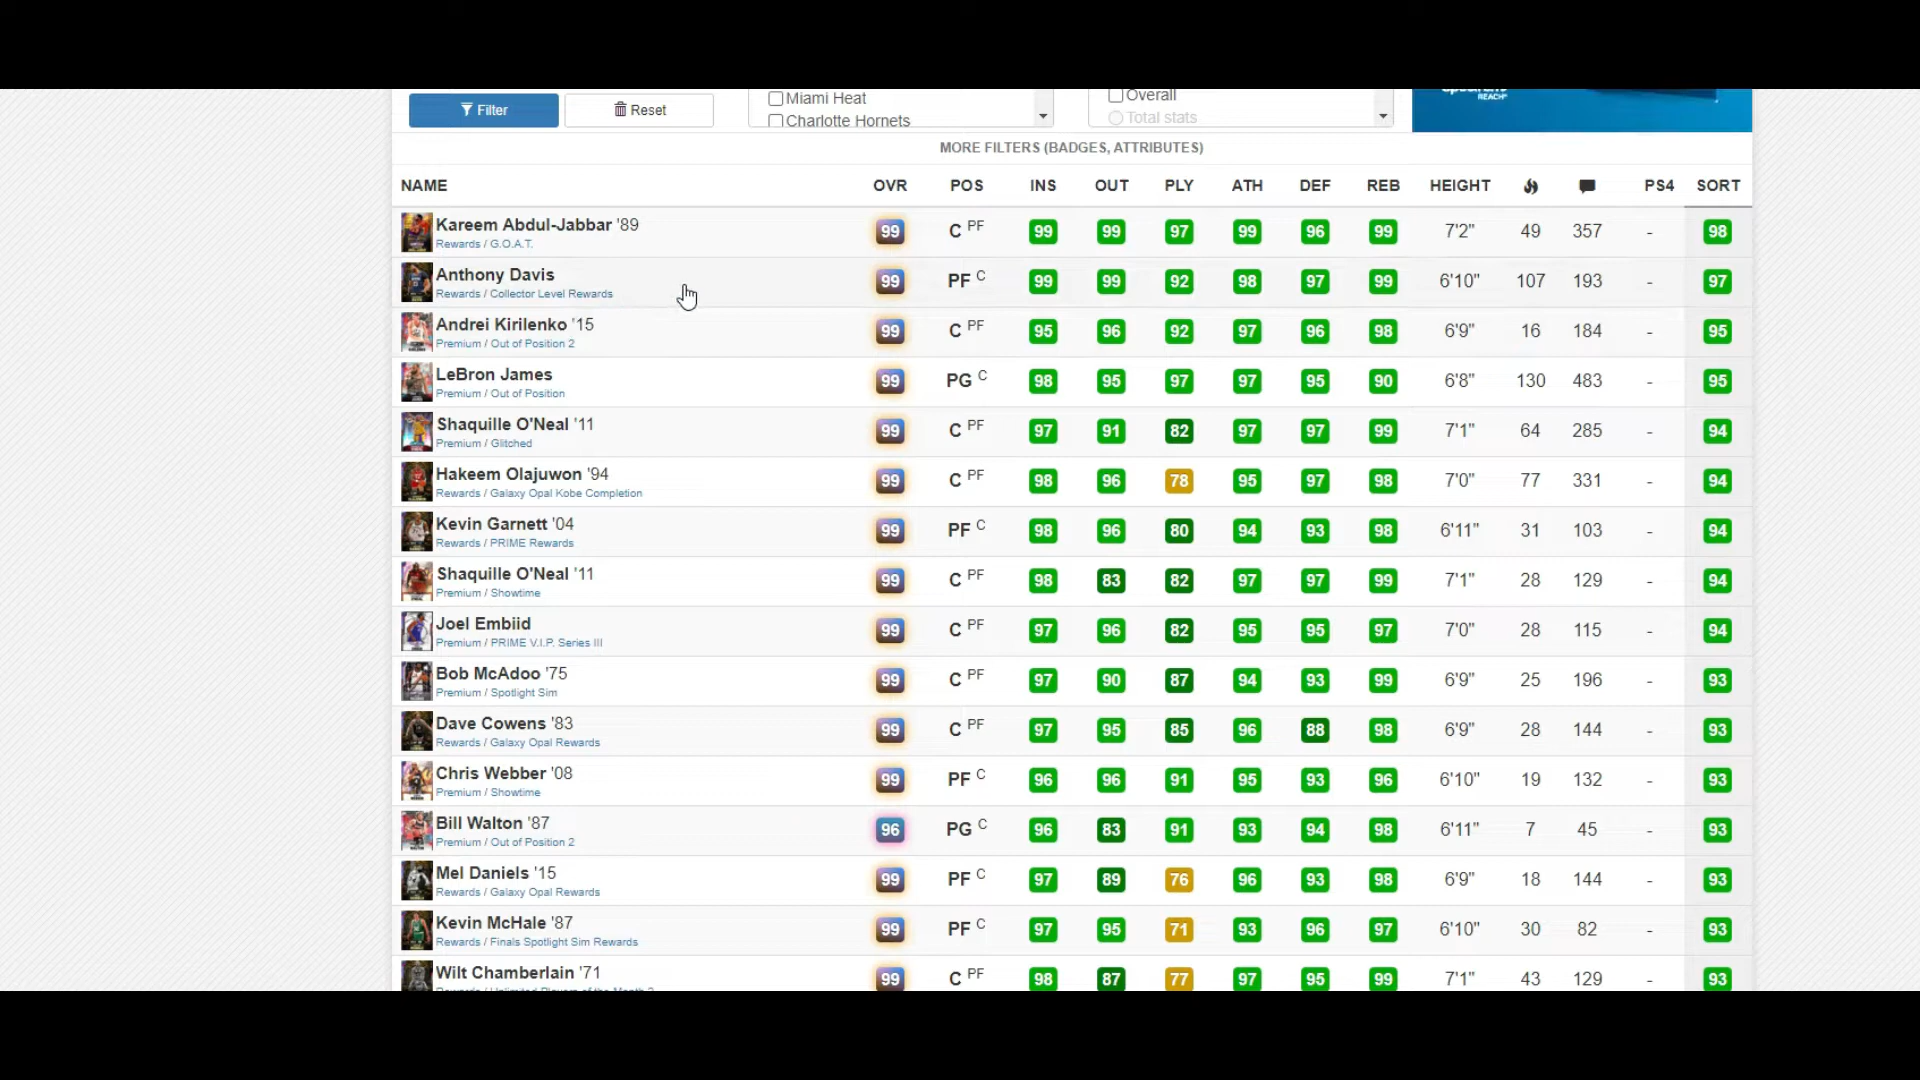 Filter Reset Miami Heat Overall
Charlotte Hornets Total stats
REACH
MORE FILTERS (BADGES, ATTRIBUTES)
NAME OVR POS INS OUT PLY ATH DEF REB HEIGHT PS4 SORT
Kareem Abdul-Jabbar '89
Rewards / G.O.A.T.
99 C PF 99 99 97 99 96 99 7'2" 49 357 - 98
Anthony Davis
Rewards / Collector Level Rewards
99 PF C 99 99 92 98 97 99 6'10" 107 193 - 97
Andrei Kirilenko '15
Premium / Out of Position 2
99 C PF 95 96 92 97 96 98 6'9" 16 184 - 95
LeBron James
Premium / Out of Position
99 PG C 98 95 97 97 95 90 6'8" 130 483 - 95
Shaquille O'Neal '11
Premium / Glitched
99 C PF 97 91 82 97 97 99 7'1" 64 285 - 94
Hakeem Olajuwon '94
Rewards / Galaxy Opal Kobe Completion
99 C PF 98 96 78 95 97 98 7'0" 77 331 - 94
Kevin Garnett '04
Rewards / PRIME Rewards
99 PF C 98 96 80 94 93 98 6'11" 31 103 - 94
Shaquille O'Neal '11
Premium / Showtime
99 C PF 98 83 82 97 97 99 7'1" 28 129 - 94
Joel Embiid
Premium / PRIME V.I.P. Series III
99 C PF 97 96 82 95 95 97 7'0" 28 115 - 94
Bob McAdoo '75
Premium / Spotlight Sim
99 C PF 97 90 87 94 93 99 6'9" 25 196 - 93
Dave Cowens '83
Rewards / Galaxy Opal Rewards
99 C PF 97 95 85 96 88 98 6'9" 28 144 - 93
Chris Webber '08
Premium / Showtime
99 PF C 96 96 91 95 93 96 6'10" 19 132 - 93
Bill Walton '87
Premium / Out of Position 2
96 PG C 96 83 91 93 94 98 6'11" 7 45 - 93
Mel Daniels '15
Rewards / Galaxy Opal Rewards
99 PF C 97 89 76 96 93 98 6'9" 18 144 - 93
Kevin McHale '87
Rewards / Finals Spotlight Sim Rewards
99 PF C 97 95 71 93 96 97 6'10" 30 82 - 93
Wilt Chamberlain '71
Rewards / Unlimited Players of the Month 2
99 C PF 98 87 77 97 95 99 7'1" 43 129 - 93